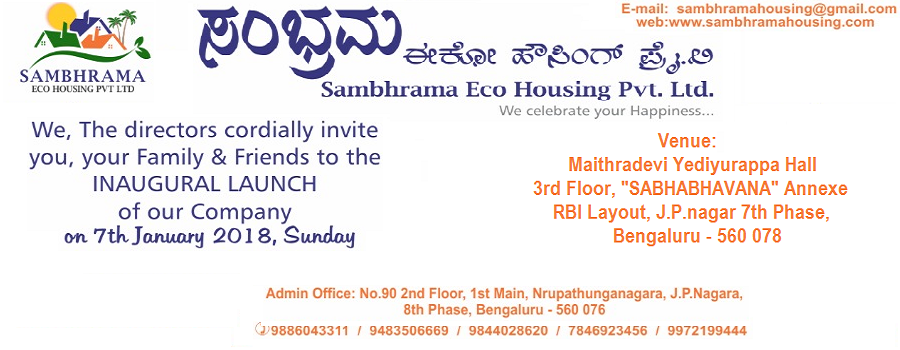 E-mail: sambhramahousing@gmail.com
web:www.sambhramahousing.com
SAMBHRAMA
ECO HOUSING PVT LTD
ಸಂಭ್ರಮ
ಈಕೋ ಹೌಸಿಂಗ್ ಪ್ರೈ.ಲಿ
Sambhrama Eco Housing Pvt. Ltd.
We celebrate your Happiness...
We, The directors cordially invite
you, your Family & Friends to the
INAUGURAL LAUNCH
of our Company
on 7th January 2018, Sunday
Venue:
Maithradevi Yediyurappa Hall
3rd Floor, "SABHABHAVANA" Annexe
RBI Layout, J.P.nagar 7th Phase,
Bengaluru - 560 078
Admin Office: No.90 2nd Floor, 1st Main, Nrupathunganagara, J.P.Nagara,
8th Phase, Bengaluru - 560 076
9886043311 / 9483506669 / 9844028620 / 7846923456 / 9972199444